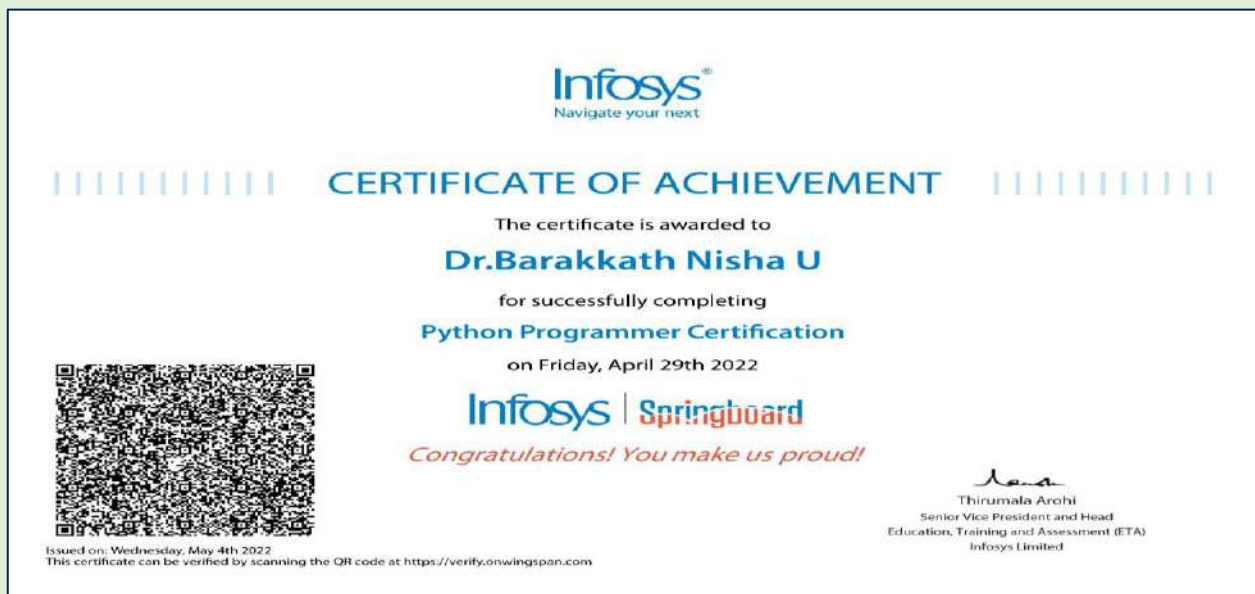 Infosys®
Navigate your next
CERTIFICATE OF ACHIEVEMENT
The certificate is awarded to
Dr.Barakkath Nisha U
for successfully completing
Python Programmer Certification
on Friday, April 29th 2022
Infosys | Springboard
Congratulations! You make us proud!
Thirumala Arohi
Senior Vice President and Head
Education, Training and Assessment (ETA)
Infosys Limited
Issued on: Wednesday, May 4th 2022
This certificate can be verified by scanning the QR code at https://verify.onwingspan.com